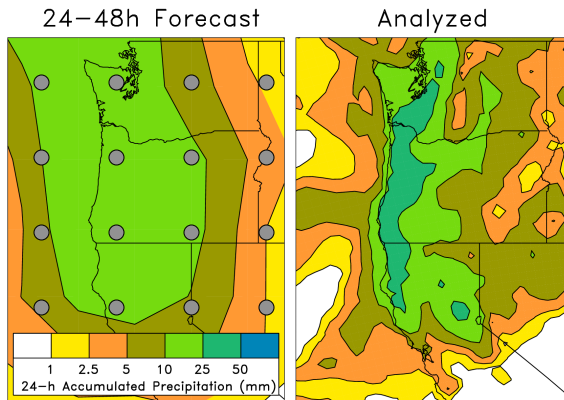 24-48h Forecast
Analyzed
1 2.5 5 10 25 50
24-h Accumulated Precipitation (mm)